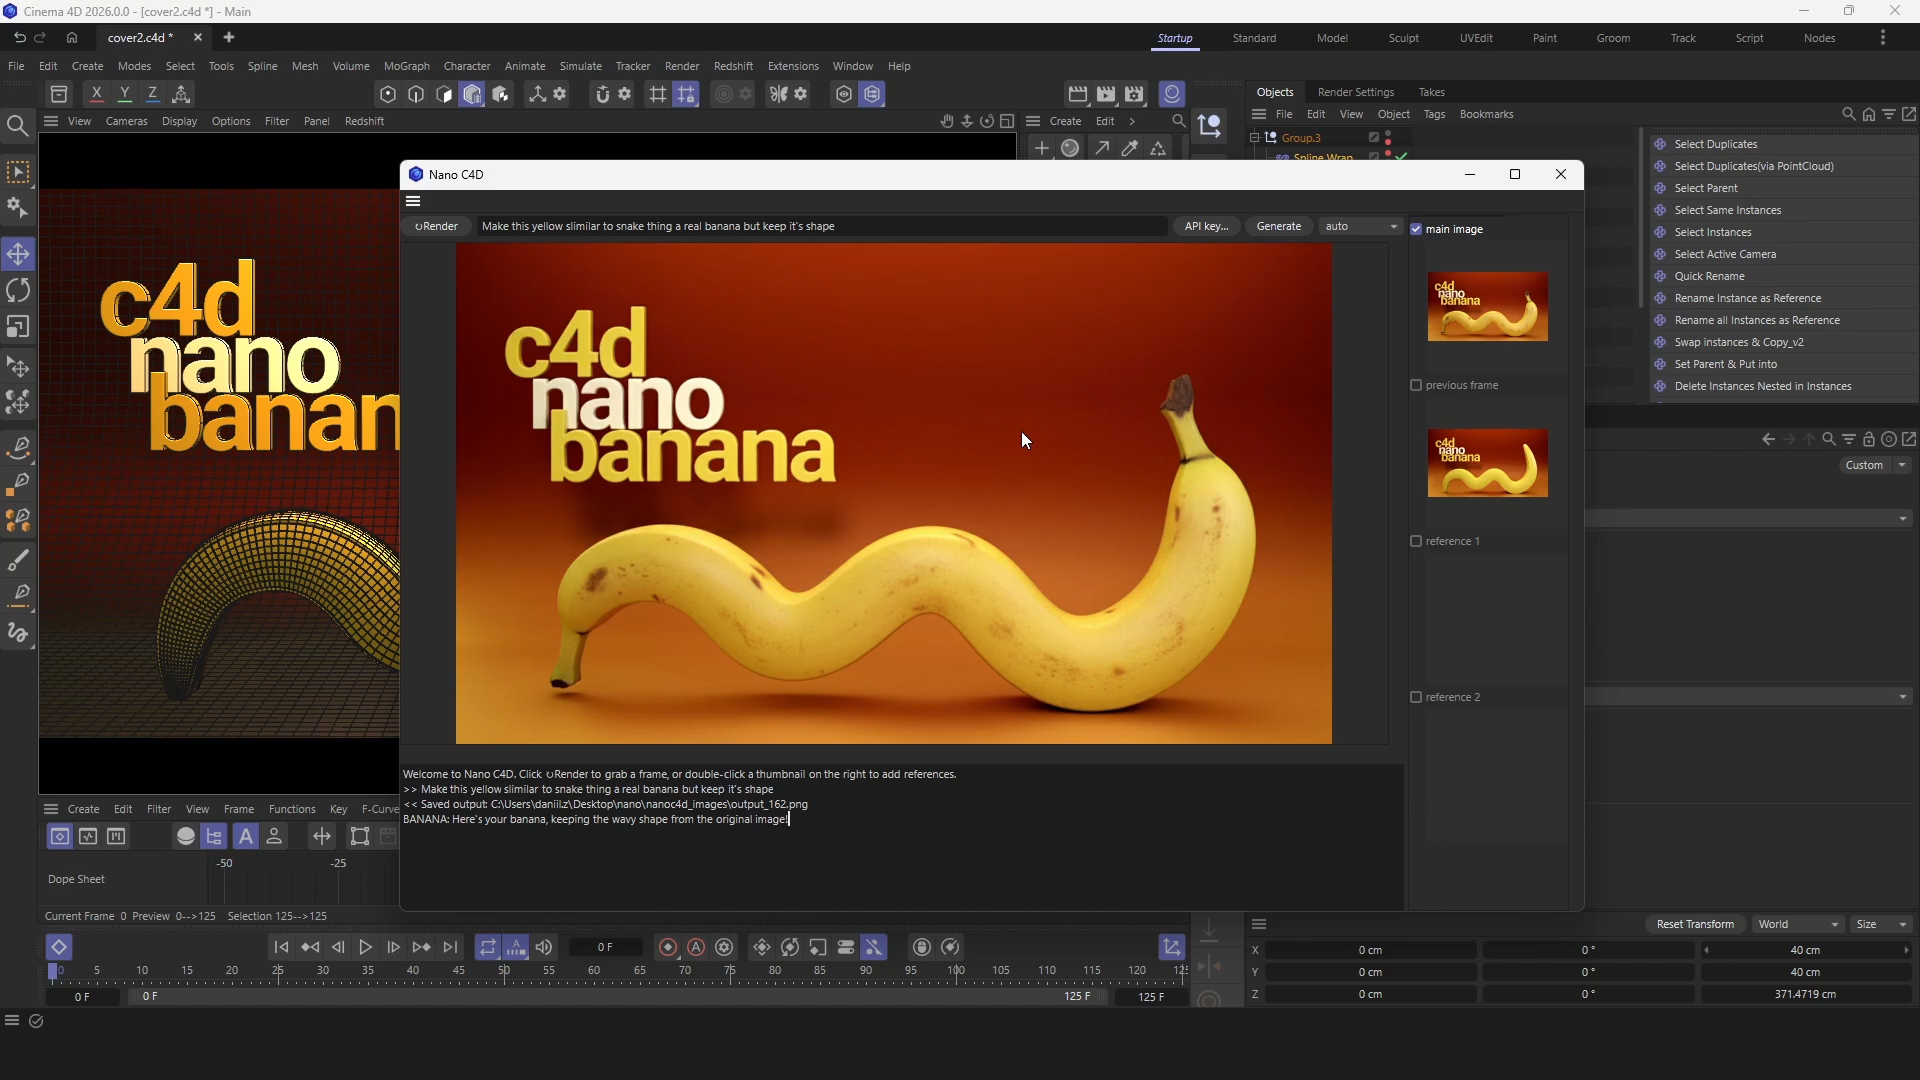 Cinema 4D 2026.0.0 - [cover2.c4d *] - Main
cover2.c4d *
Startup Standard Model Sculpt UVEdit Paint Groom Track Script Nodes
File Edit Create Modes Select Tools Spline Mesh Volume MoGraph Character Animate Simulate Tracker Render Redshift Extensions Window Help
X Y Z
Objects Render Settings Takes
View Cameras Display Options Filter Panel Redshift
Create Edit
File Edit View Object Tags Bookmarks
Group.3
Spline Wrap
Select Duplicates
Select Duplicates(via PointCloud)
Select Parent
Select Same Instances
Select Instances
Select Active Camera
Quick Rename
Rename Instance as Reference
Rename all Instances as Reference
Swap instances & Copy_v2
Set Parent & Put into
Delete Instances Nested in Instances
Custom
c4d
nano
banan
Nano C4D
↻Render Make this yellow slimilar to snake thing a real banana but keep it's shape API key... Generate auto
c4d
nano
banana
main image
c4d
nano
banana
previous frame
c4d
nano
banana
reference 1
reference 2
Welcome to Nano C4D. Click ↻Render to grab a frame, or double-click a thumbnail on the right to add references.
>> Make this yellow slimilar to snake thing a real banana but keep it's shape
<< Saved output: C:\Users\daniil.z\Desktop\nano\nanoc4d_images\output_162.png
BANANA: Here's your banana, keeping the wavy shape from the original image!
Create Edit Filter View Frame Functions Key F-Curve
A
-50 -25
Dope Sheet
Current Frame 0 Preview 0-->125 Selection 125-->125
0 F
0 5 10 15 20 25 30 35 40 45 50 55 60 65 70 75 80 85 90 95 100 105 110 115 120 125
0 F 0 F 125 F 125 F
Reset Transform World Size
X 0 cm 0 ° 40 cm
Y 0 cm 0 ° 40 cm
Z 0 cm 0 ° 371.4719 cm